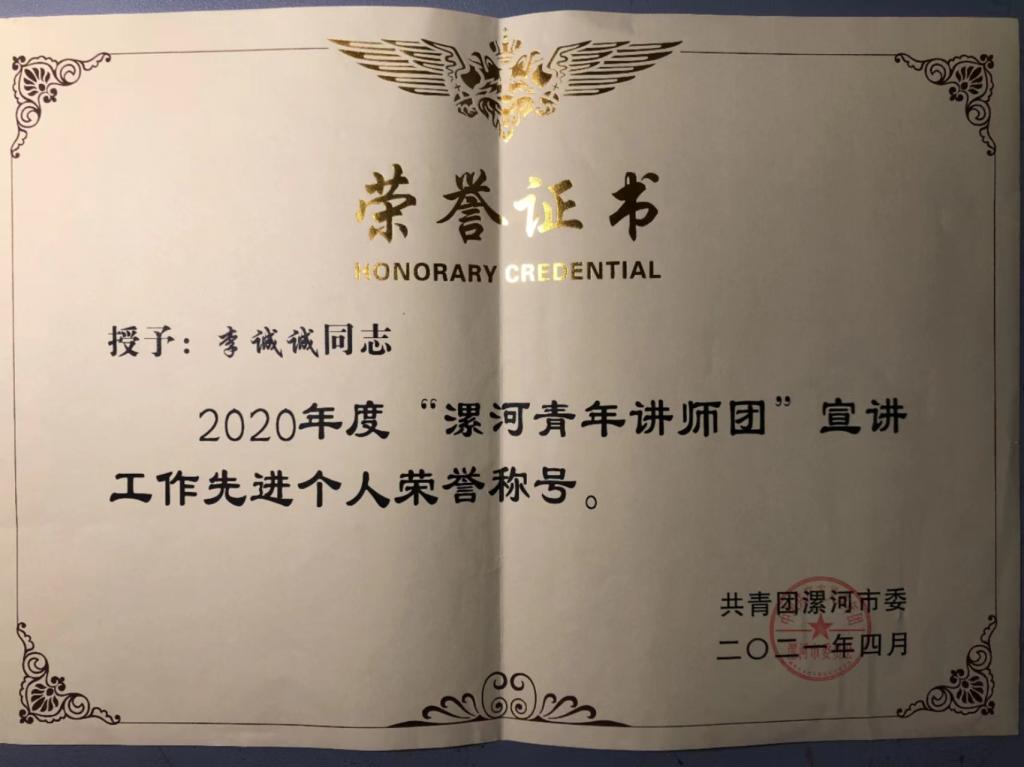 荣誉证书
HONORARY CREDENTIAL
授予：李诚诚同志
2020年度“漯河青年讲师团”宣讲
工作先进个人荣誉称号。
共青团漯河市委
二〇二一年四月